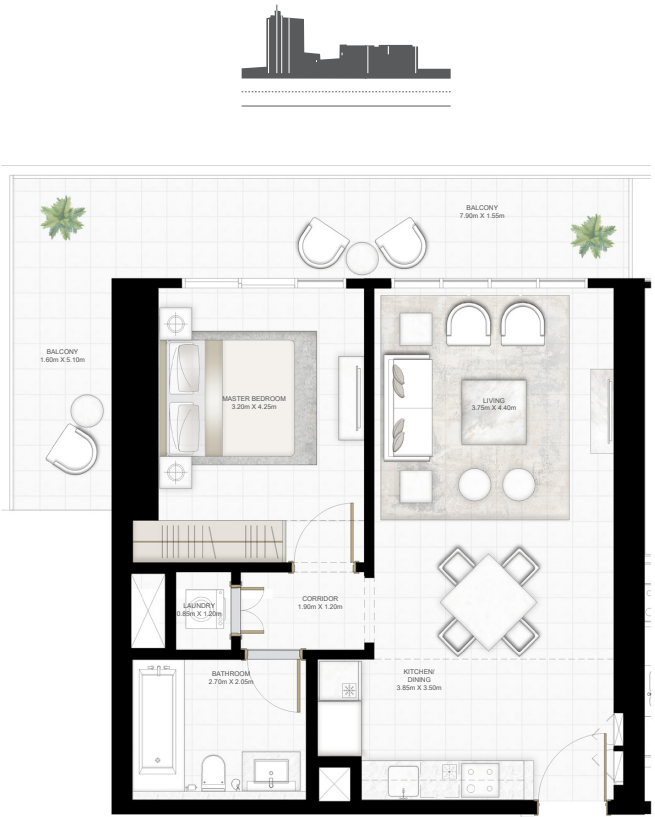 BALCONY
7.90m X 1.55m
BALCONY
1.60m X 5.10m
MASTER BEDROOM
3.20m X 4.25m
LIVING
3.75m X 4.40m
LAUNDRY
0.85m X 1.20m
CORRIDOR
1.90m X 1.20m
BATHROOM
2.70m X 2.05m
KITCHEN/
DINING
3.85m X 3.50m